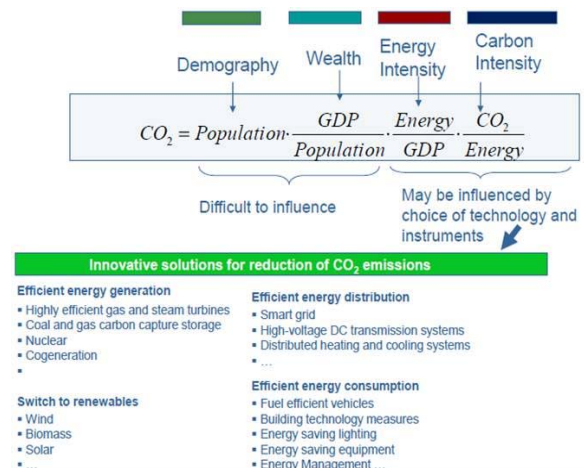 Demography
Wealth
Energy
Intensity
Carbon
Intensity
CO₂ = Population · GDP/Population · Energy/GDP · CO₂/Energy
Difficult to influence
May be influenced by
choice of technology and
instruments
Innovative solutions for reduction of CO₂ emissions
Efficient energy generation
▪ Highly efficient gas and steam turbines
▪ Coal and gas carbon capture storage
▪ Nuclear
▪ Cogeneration
▪
Switch to renewables
▪ Wind
▪ Biomass
▪ Solar
▪ ...
Efficient energy distribution
▪ Smart grid
▪ High-voltage DC transmission systems
▪ Distributed heating and cooling systems
▪ ...
Efficient energy consumption
▪ Fuel efficient vehicles
▪ Building technology measures
▪ Energy saving lighting
▪ Energy saving equipment
▪ Energy Management ...